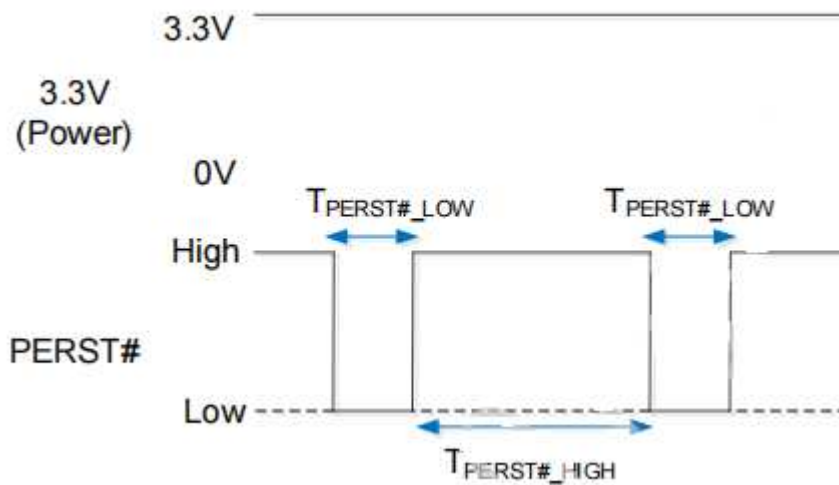 3.3V
3.3V
(Power)
0V
TPERST#_LOW TPERST#_LOW
High
PERST#
Low
TPERST#_HIGH